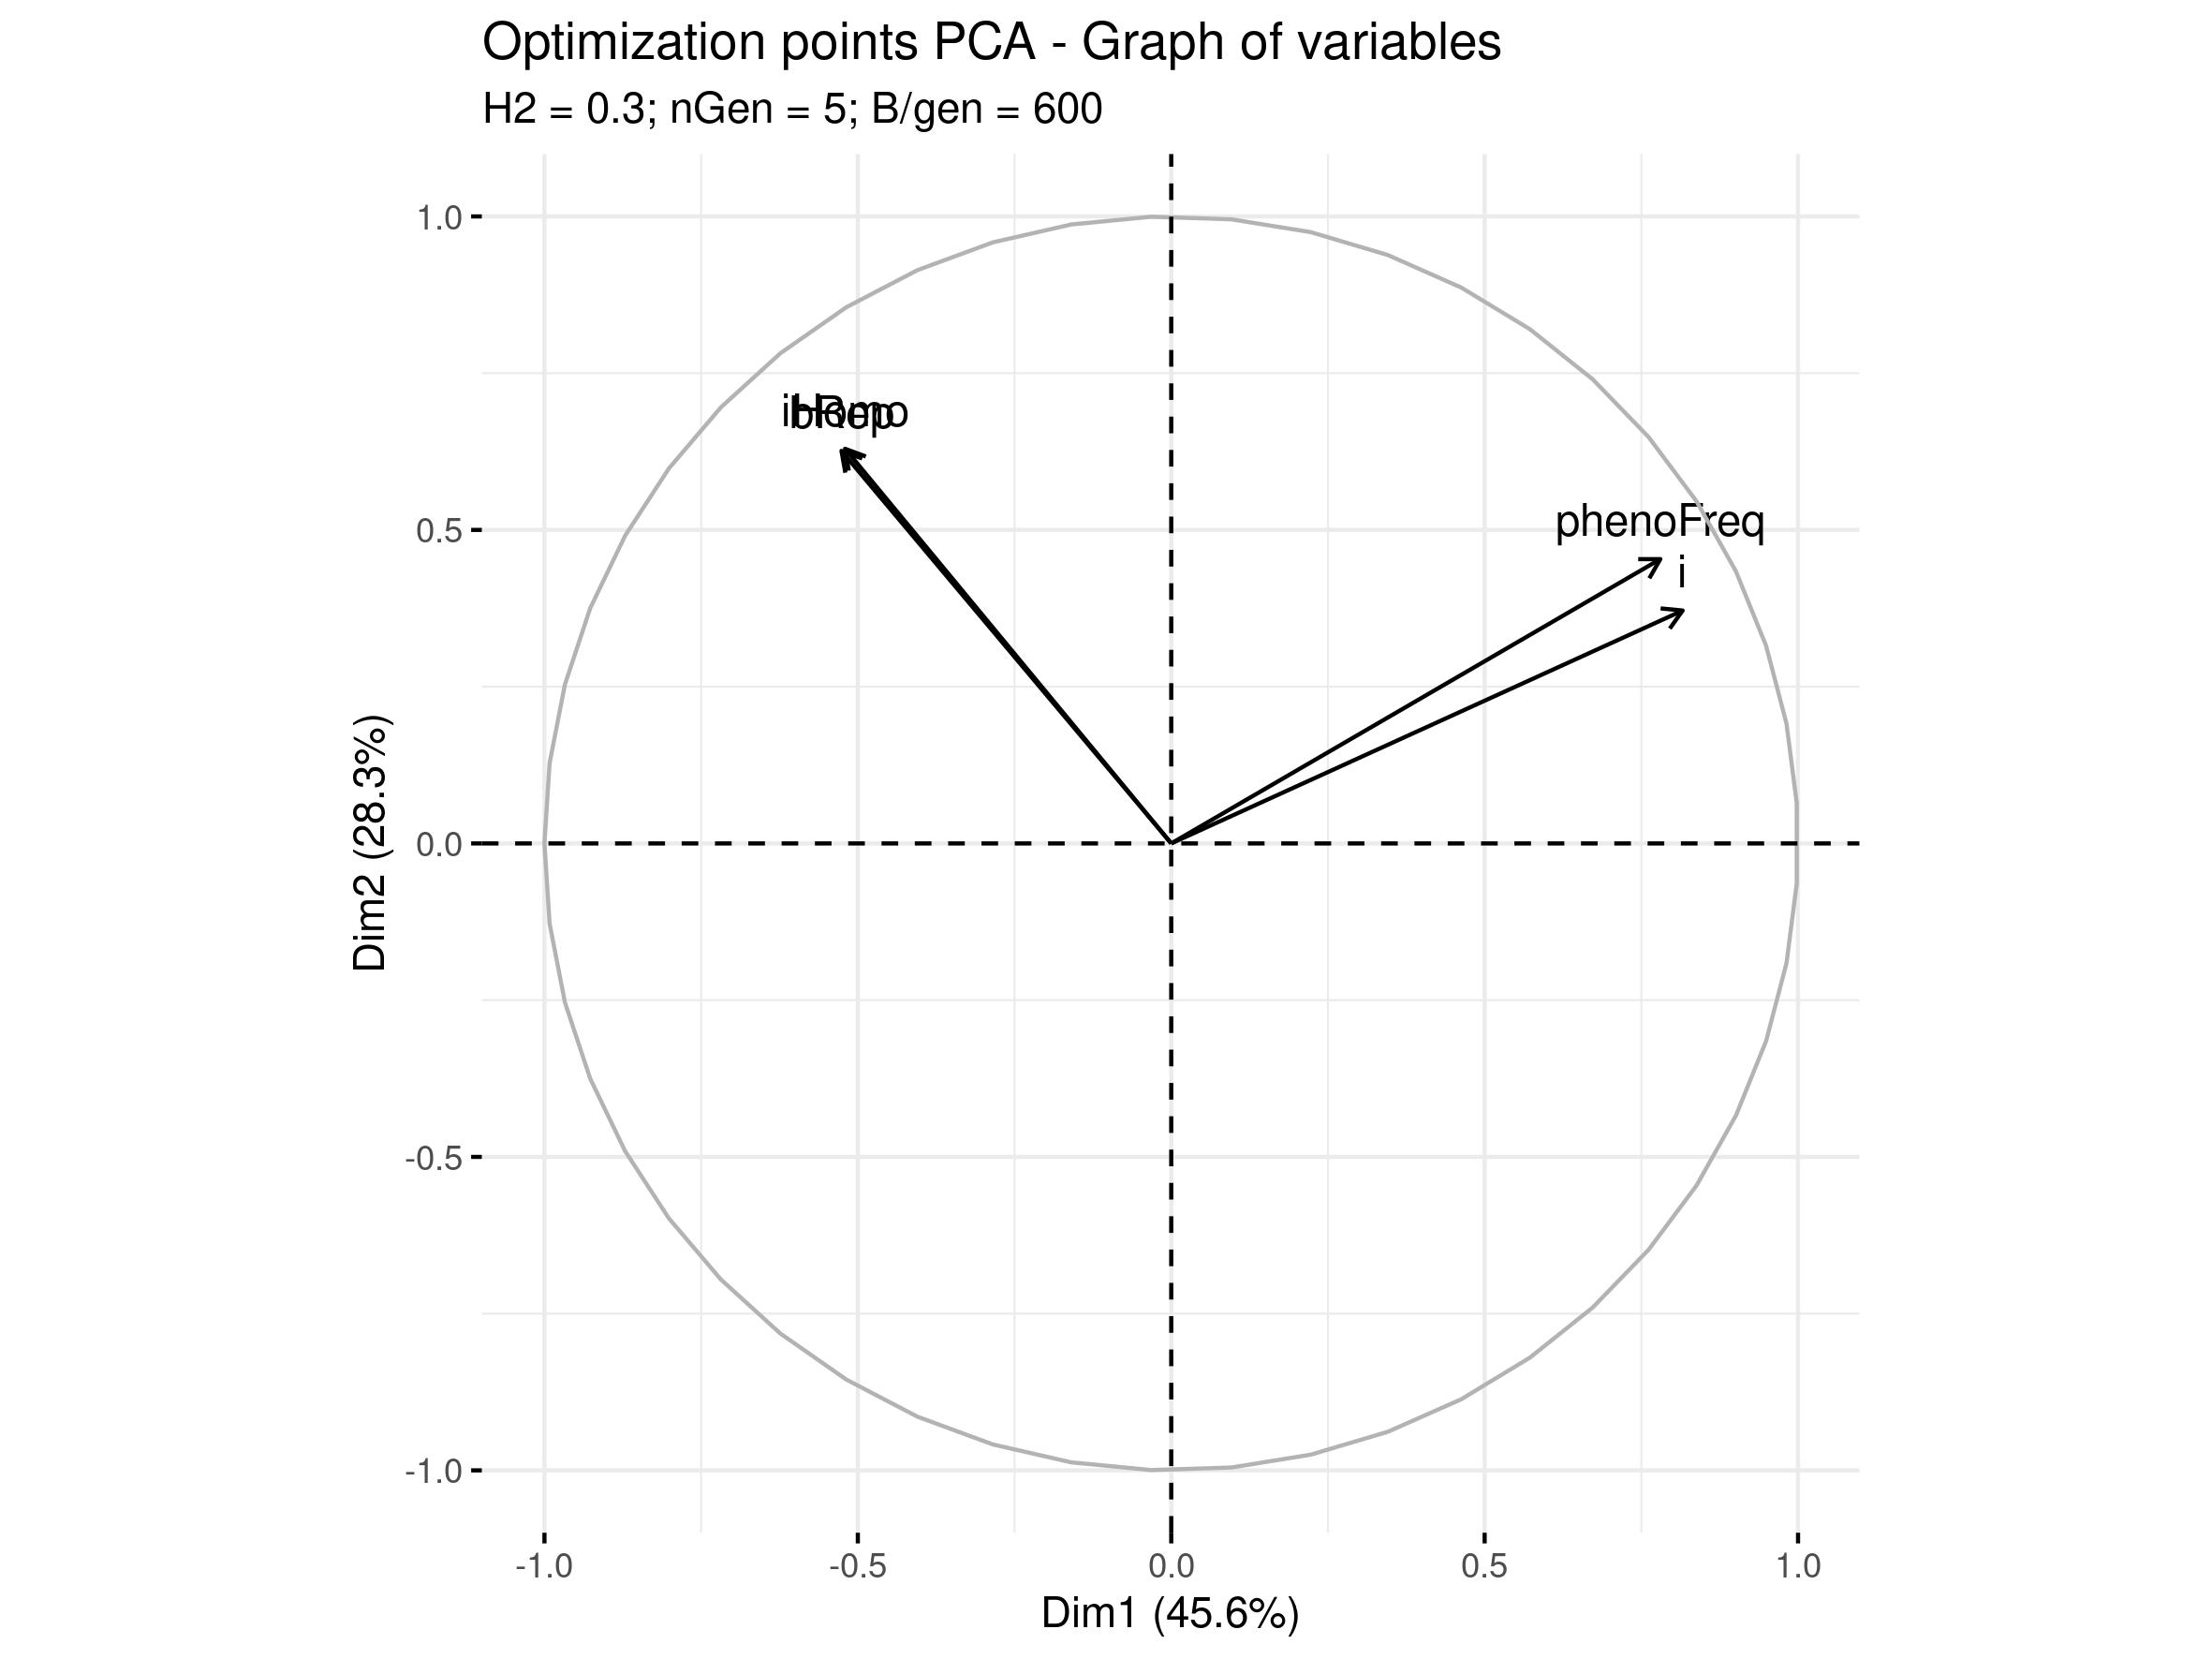 Optimization points PCA - Graph of variables
H2 = 0.3; nGen = 5; B/gen = 600
1.0
0.5
0.0
-0.5
-1.0
Dim2 (28.3%)
iHomo
bRep
phenoFreq
i
-1.0
-0.5
0.0
0.5
1.0
Dim1 (45.6%)